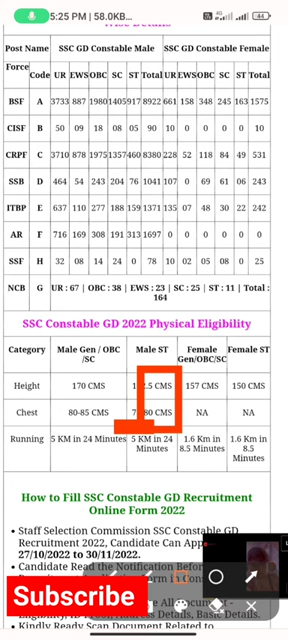 5:25 PM
44
Wise Details
Post Name SSC GD Constable Male SSC GD Constable Female
Force Code UR EWS OBC SC ST Total UR EWS OBC SC ST Total
BSF A 3733 887 1980 1405 917 8922 661 158 348 245 163 1575
CISF B 50 09 18 08 05 90 10 0 0 0 0 10
CRPF C 3710 878 1975 1357 460 8380 228 52 118 84 49 531
SSB D 464 54 243 204 76 1041 107 0 69 61 06 243
ITBP E 637 110 277 188 159 1371 135 07 48 30 22 242
AR F 716 169 308 191 313 1697 0 0 0 0 0 0
SSF H 32 08 14 24 0 78 10 02 05 08 0 25
NCB G UR : 67 | OBC : 38 | EWS : 23 | SC : 25 | ST : 11 | Total :
164
SSC Constable GD 2022 Physical Eligibility
Category Male Gen / OBC /SC Male ST Female Gen/OBC/SC Female ST
Height 170 CMS .5 CMS 157 CMS 150 CMS
Chest 80-85 CMS 80 CMS NA NA
Running 5 KM in 24 Minutes 5 KM in 24 Minutes 1.6 Km in 8.5 Minutes 1.6 Km in 8.5 Minutes
How to Fill SSC Constable GD Recruitment
Online Form 2022
Staff Selection Commission SSC Constable GD
Recruitment 2022, Candidate Can Ap
27/10/2022 to 30/11/2022.
Candidate Read the Notification Befor
Subscribe
Kindly Ready Scan Document Related to